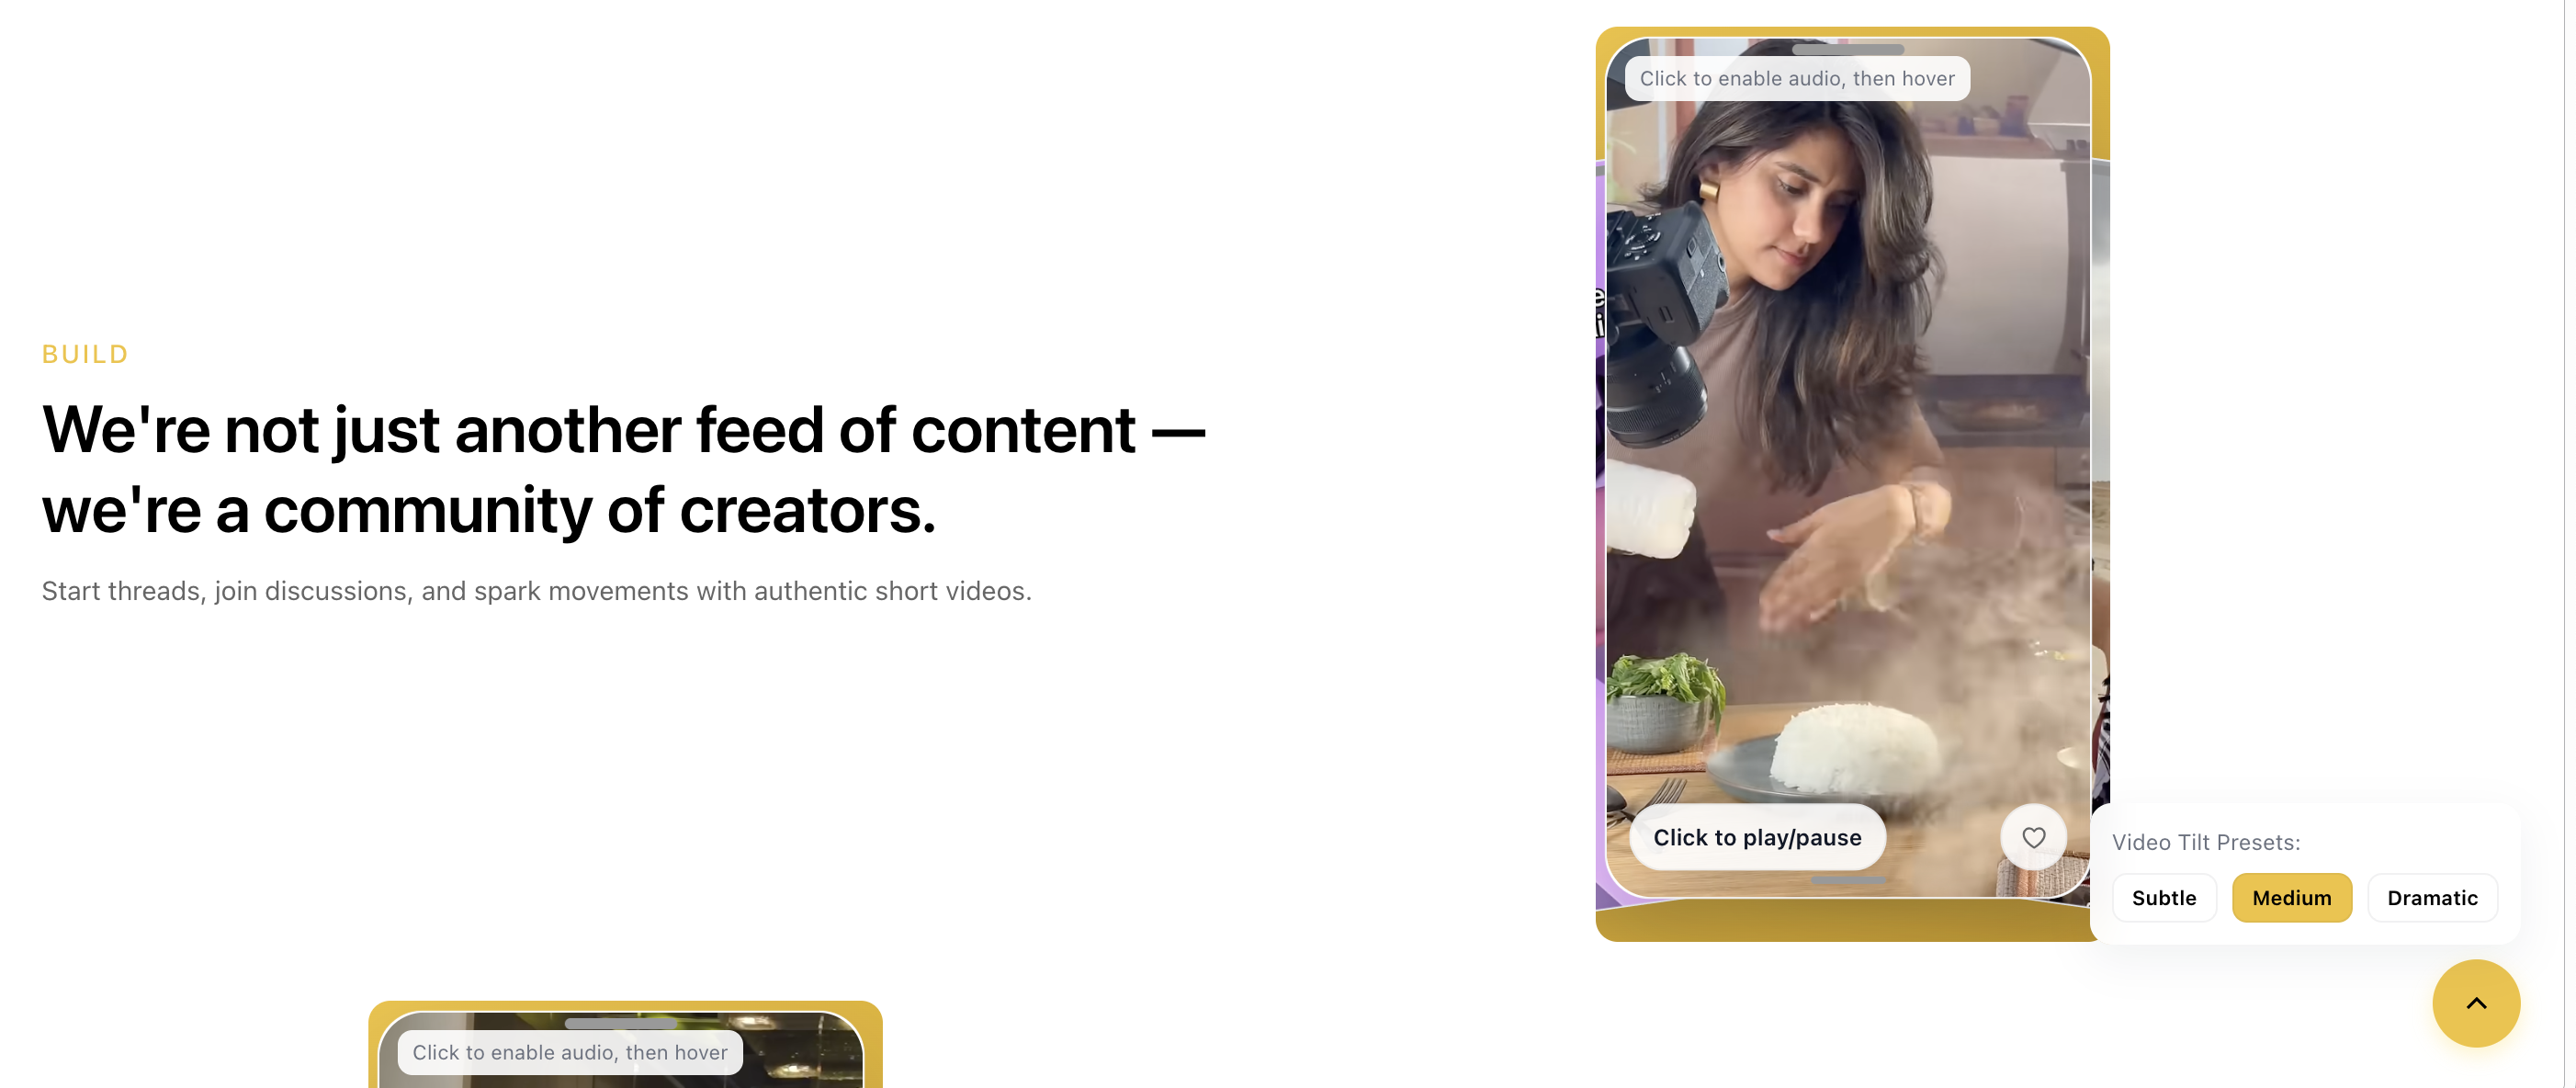 BUILD
We're not just another feed of content —
we're a community of creators.
Start threads, join discussions, and spark movements with authentic short videos.
Click to enable audio, then hover
Click to play/pause
Video Tilt Presets:
Subtle Medium Dramatic
Click to enable audio, then hover